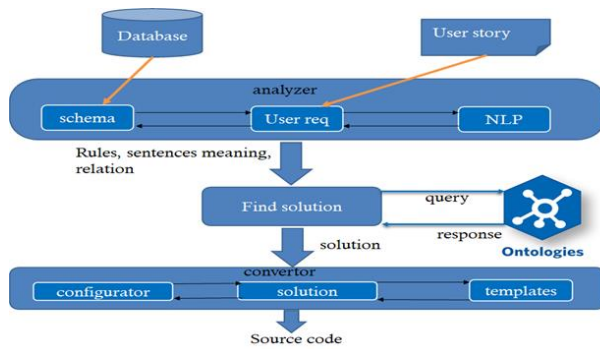 Database
User story
analyzer
schema
User req
NLP
Rules, sentences meaning,
relation
Find solution
query
response
Ontologies
solution
convertor
configurator
solution
templates
Source code